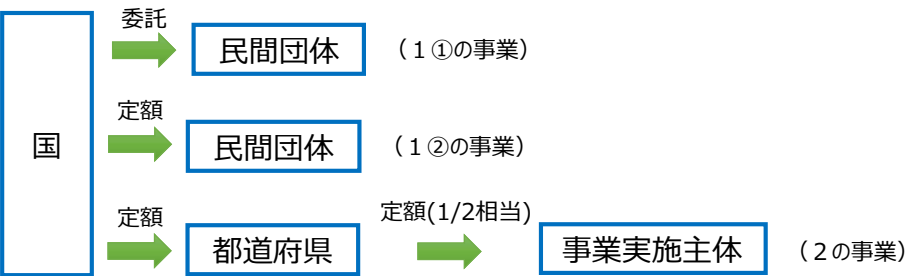 委託
民間団体
（１①の事業）
国
定額
民間団体
（１②の事業）
定額
都道府県
定額(1/2相当)
事業実施主体
（２の事業）